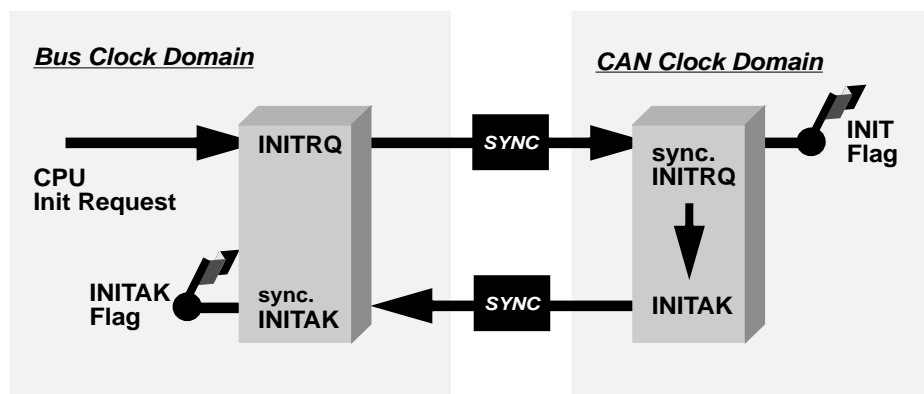 Bus Clock Domain
CAN Clock Domain
INITRQ
SYNC
sync.
INITRQ
INIT
Flag
CPU
Init Request
INITAK
Flag
sync.
INITAK
SYNC
INITAK